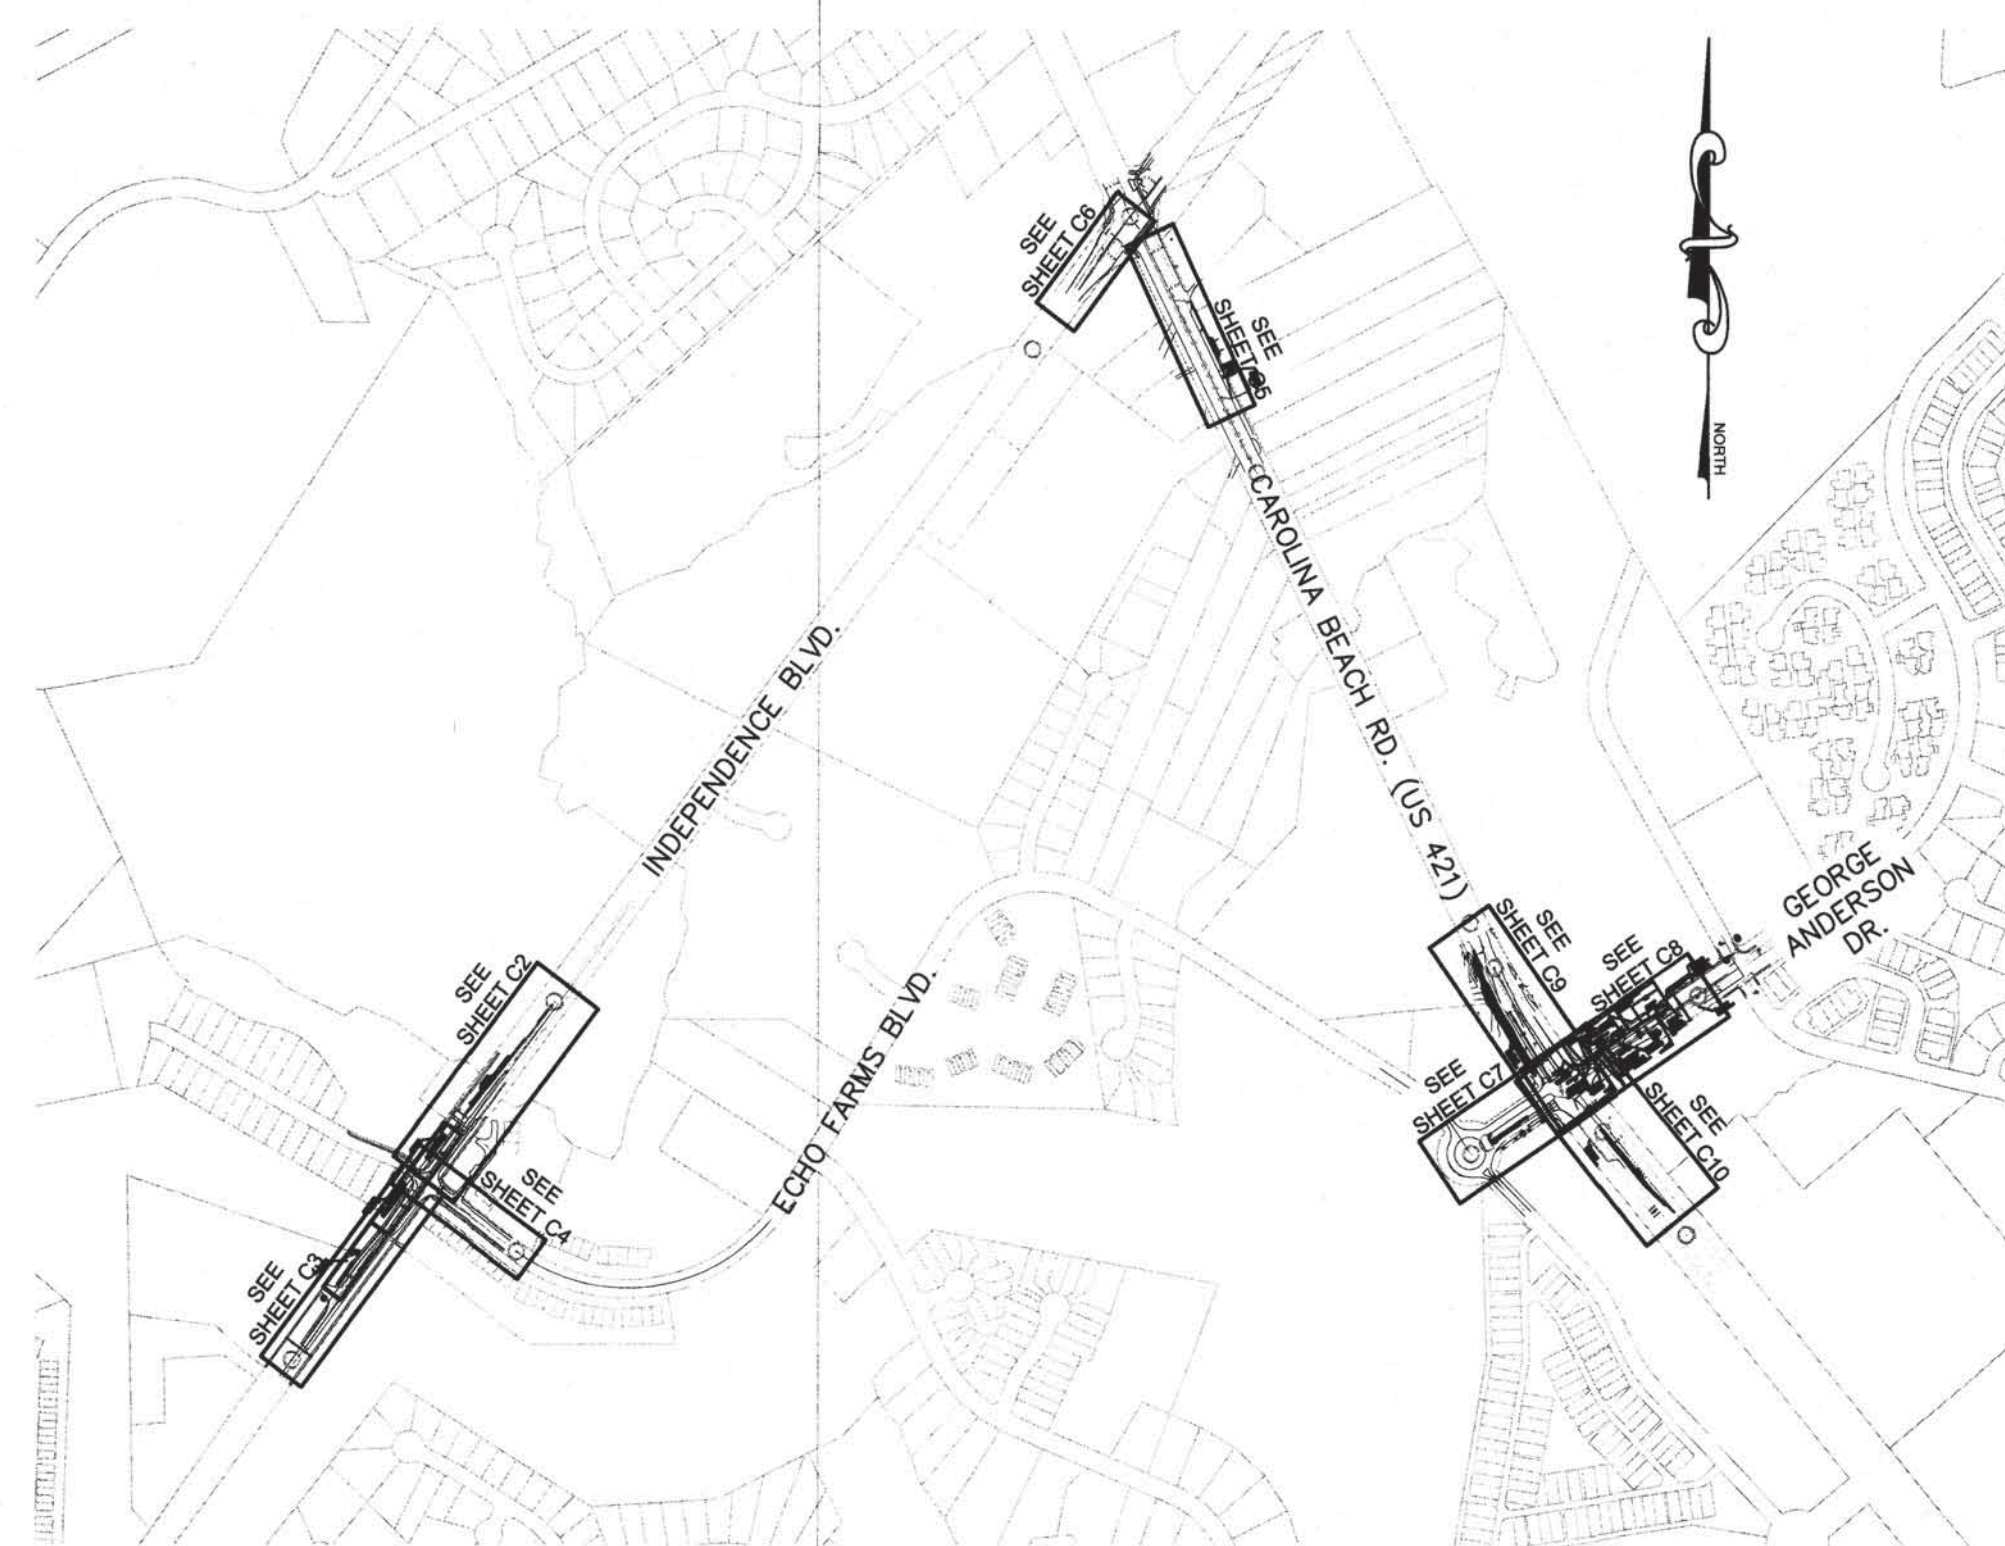 SEE
SHEET C6
SEE
SHEET C5
NORTH
CAROLINA BEACH RD. (US 421)
INDEPENDENCE BLVD.
GEORGE
ANDERSON
DR.
SEE
SHEET C9
SEE
SHEET C8
SEE
SHEET C2
ECHO FARMS BLVD.
SEE
SHEET C7
SEE
SHEET C10
SEE
SHEET C4
SEE
SHEET C3